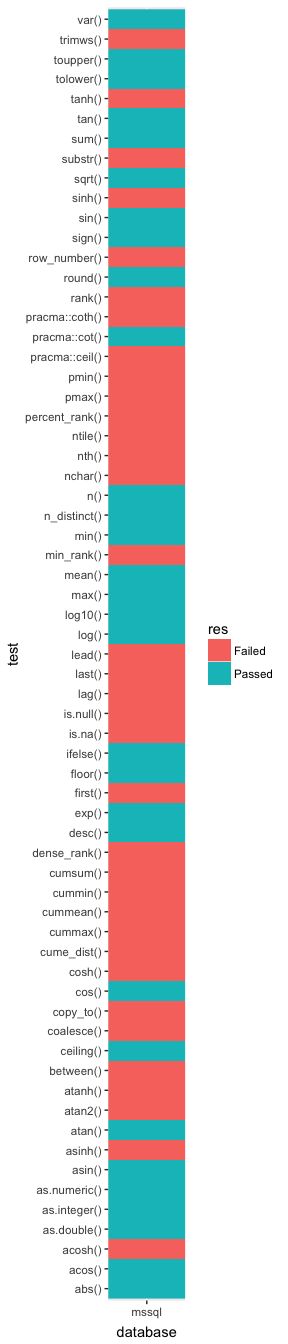 var()
trimws()
toupper()
tolower()
tanh()
tan()
sum()
substr()
sqrt()
sinh()
sin()
sign()
row_number()
round()
rank()
pracma::coth()
pracma::cot()
pracma::ceil()
pmin()
pmax()
percent_rank()
ntile()
nth()
nchar()
n()
n_distinct()
min()
min_rank()
mean()
max()
log10()
log()
lead()
last()
lag()
is.null()
is.na()
ifelse()
floor()
first()
exp()
desc()
dense_rank()
cumsum()
cummin()
cummean()
cummax()
cume_dist()
cosh()
cos()
copy_to()
coalesce()
ceiling()
between()
atanh()
atan2()
atan()
asinh()
asin()
as.numeric()
as.integer()
as.double()
acosh()
acos()
abs()
test
mssql
database
res
Failed
Passed